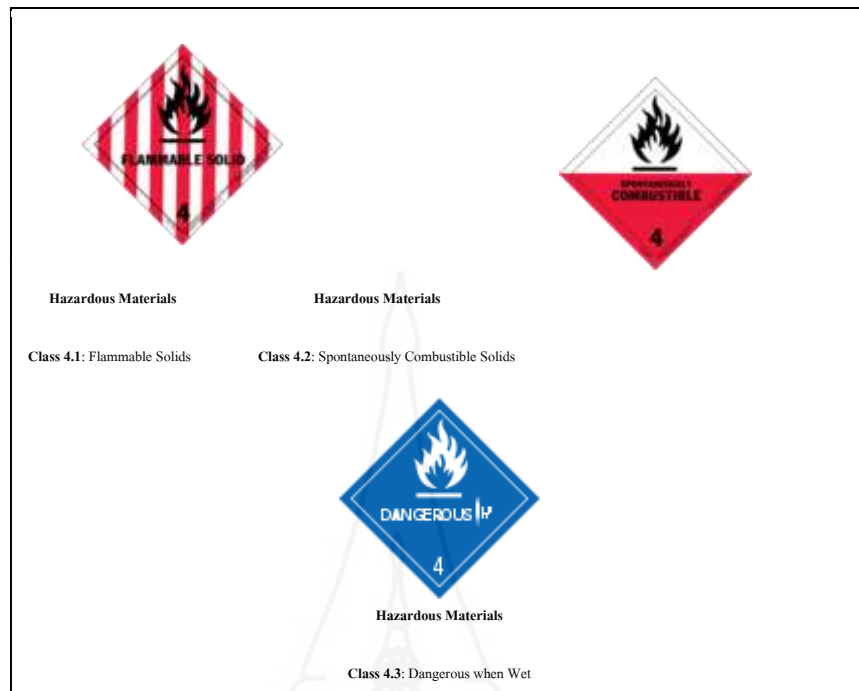 FLAMMABLE SOLID
4
SPONTANEOUSLY
COMBUSTIBLE
4
Hazardous Materials
Hazardous Materials
Class 4.1: Flammable Solids
Class 4.2: Spontaneously Combustible Solids
DANGEROUS
4
Hazardous Materials
Class 4.3: Dangerous when Wet